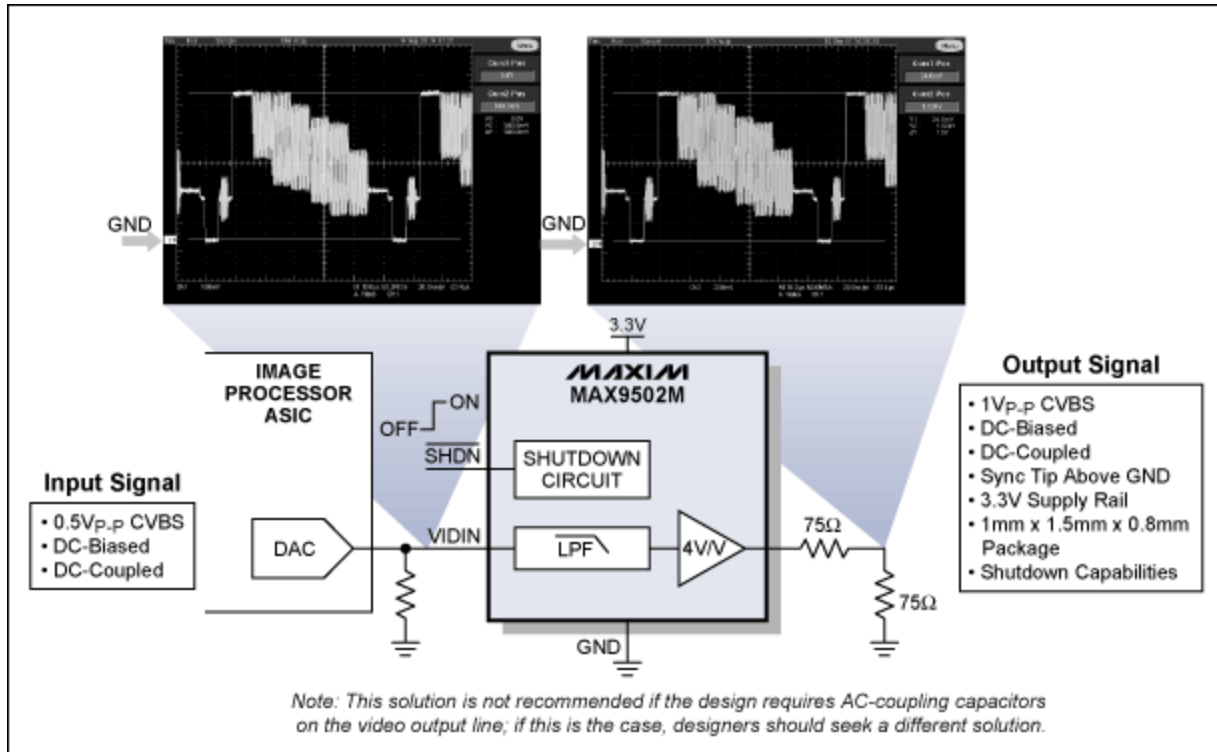 GND
GND
3.3V
IMAGE
PROCESSOR
ASIC
MAXIM
MAX9502M
ON
OFF
SHDN
SHUTDOWN
CIRCUIT
Input Signal
• 0.5VP-P CVBS
• DC-Biased
• DC-Coupled
DAC
VIDIN
LPF
4V/V
75Ω
75Ω
GND
Output Signal
• 1VP-P CVBS
• DC-Biased
• DC-Coupled
• Sync Tip Above GND
• 3.3V Supply Rail
• 1mm x 1.5mm x 0.8mm
Package
• Shutdown Capabilities
Note: This solution is not recommended if the design requires AC-coupling capacitors
on the video output line; if this is the case, designers should seek a different solution.